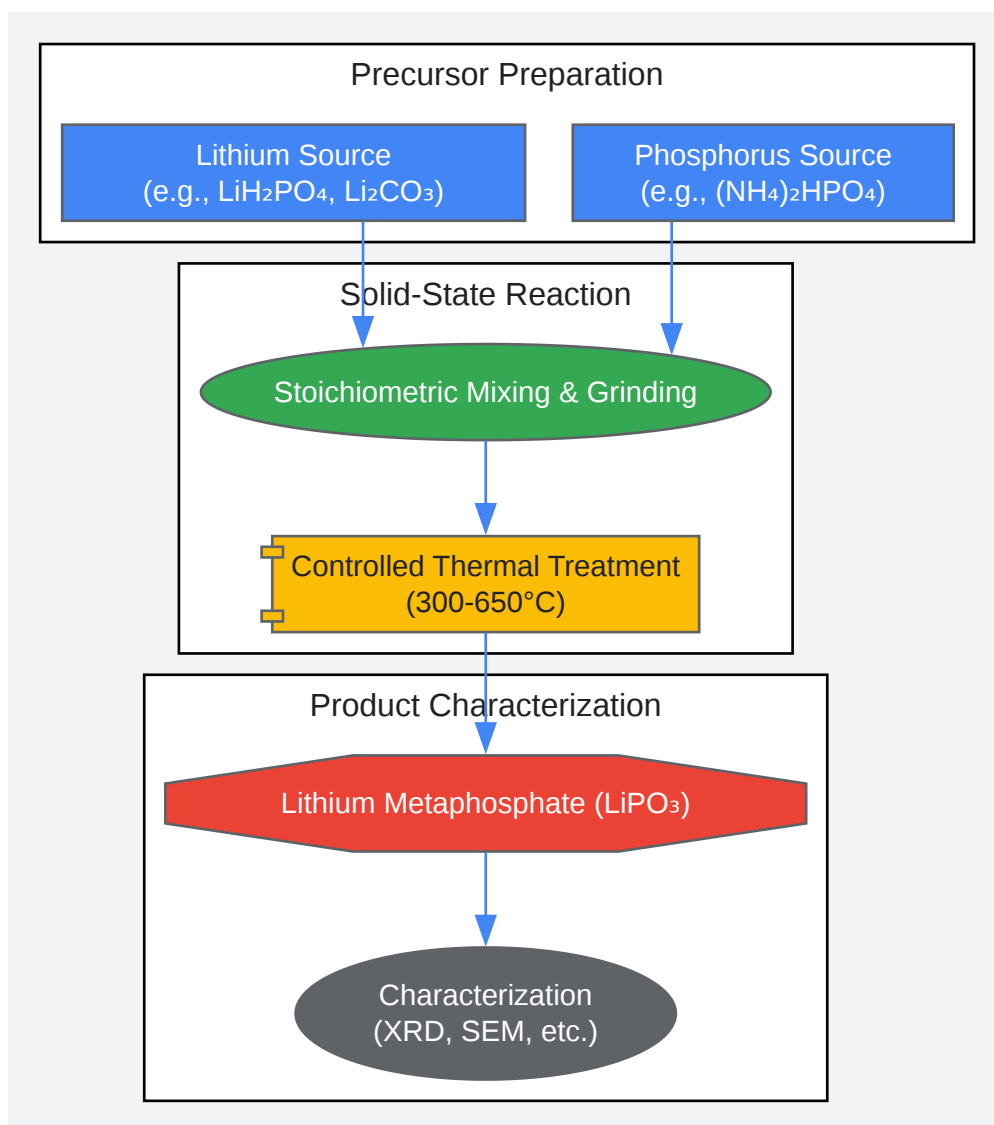 Precursor Preparation
Lithium Source
(e.g., LiH₂PO₄, Li₂CO₃)
Phosphorus Source
(e.g., (NH₄)₂HPO₄)
Solid-State Reaction
Stoichiometric Mixing & Grinding
Controlled Thermal Treatment
(300-650°C)
Product Characterization
Lithium Metaphosphate (LiPO₃)
Characterization
(XRD, SEM, etc.)